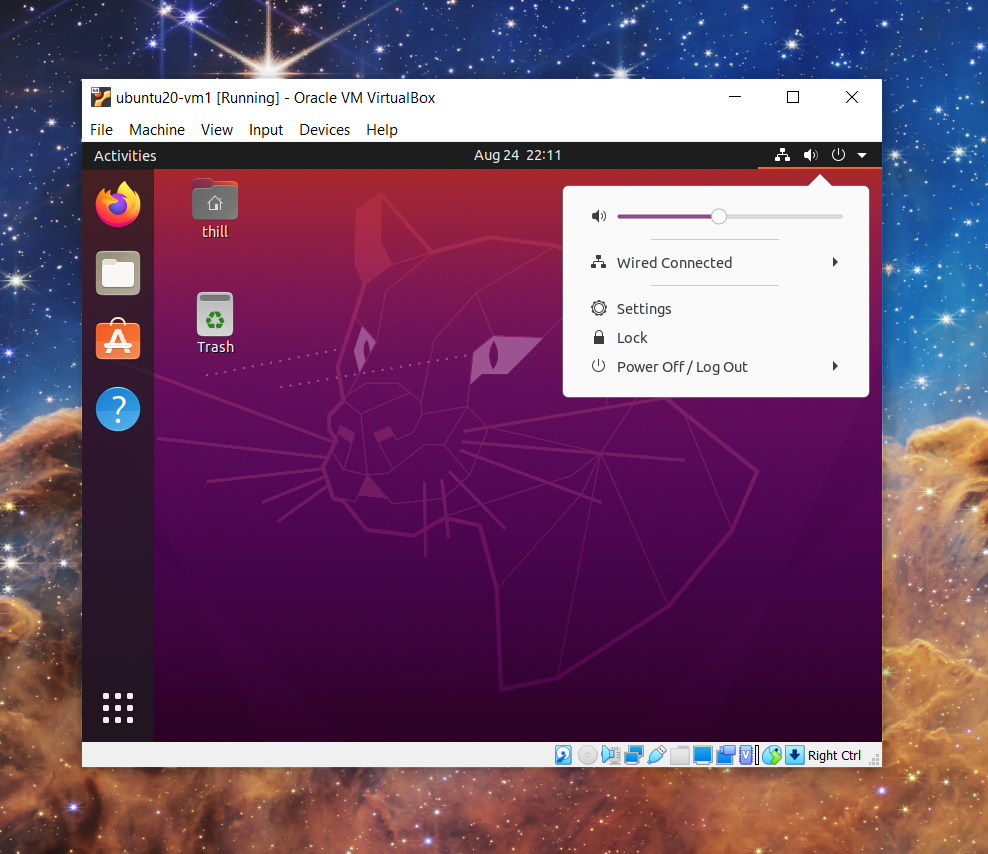 ubuntu20-vm1 [Running] - Oracle VM VirtualBox
File Machine View Input Devices Help
Activities Aug 24 22:11
thill
Trash
Wired Connected
Settings
Lock
Power Off / Log Out
Right Ctrl